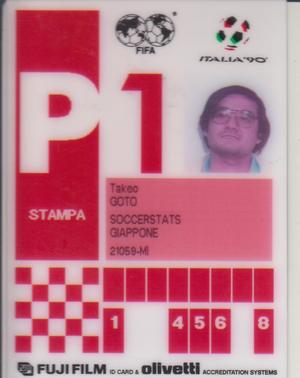 FIFA
ITALIA '90
P1
STAMPA
Takeo
GOTO
SOCCERSTATS
GIAPPONE
21059-MI
1 4 5 6 8
FUJI FILM ID CARD & olivetti ACCREDITATION SYSTEMS